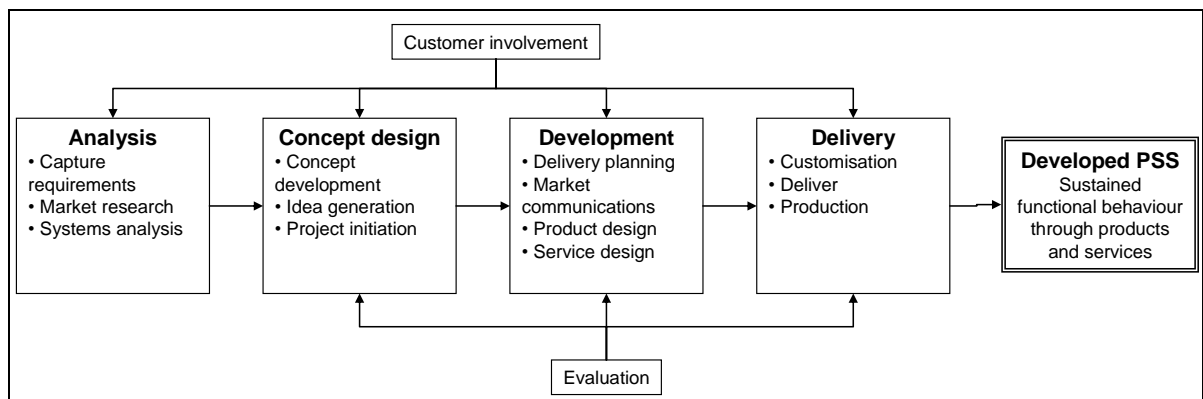 Customer involvement
Analysis
• Capture
requirements
• Market research
• Systems analysis
Concept design
• Concept
development
• Idea generation
• Project initiation
Development
• Delivery planning
• Market
communications
• Product design
• Service design
Delivery
• Customisation
• Deliver
• Production
Developed PSS
Sustained
functional behaviour
through products
and services
Evaluation